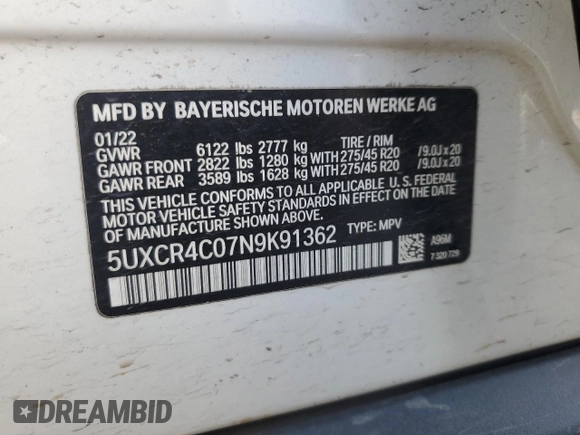 MFD BY BAYERISCHE MOTOREN WERKE AG
01/22 TIRE / RIM
GVWR 6122 lbs 2777 kg
GAWR FRONT 2822 lbs 1280 kg WITH 275/45 R20 /9.0J x 20
GAWR REAR 3589 lbs 1628 kg WITH 275/45 R20 /9.0J x 20
THIS VEHICLE CONFORMS TO ALL APPLICABLE U.S. FEDERAL
MOTOR VEHICLE SAFETY STANDARDS IN EFFECT ON THE DATE
OF MANUFACTURE SHOWN ABOVE.
5UXCR4C07N9K91362 TYPE: MPV
A96M
7 320 729
DREAMBID